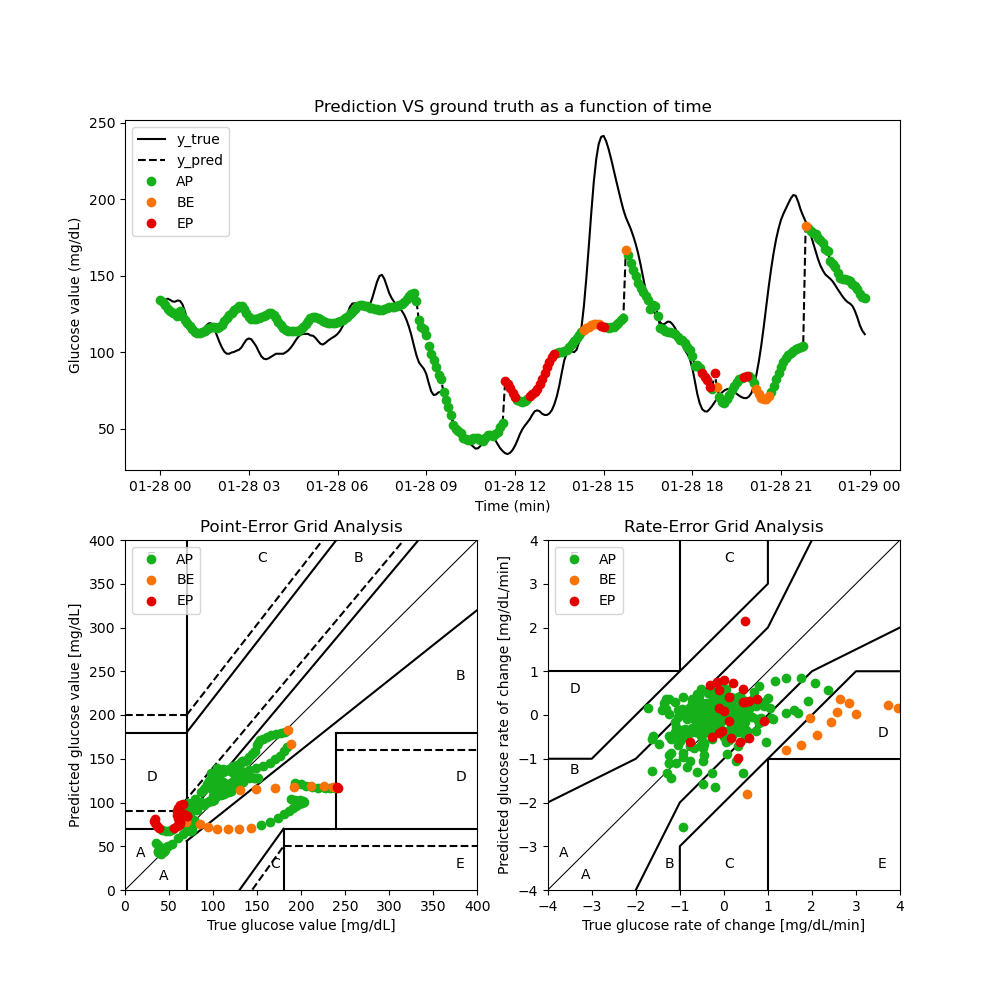 Prediction VS ground truth as a function of time
Glucose value (mg/dL)
250
200
150
100
50
y_true
y_pred
AP
BE
EP
01-28 00 01-28 03 01-28 06 01-28 09 01-28 12 01-28 15 01-28 18 01-28 21 01-29 00
Time (min)
Point-Error Grid Analysis
Predicted glucose value [mg/dL]
400
350
300
250
200
150
100
50
0
AP
BE
EP
C B
B
D D
A
A
C
E
0 50 100 150 200 250 300 350 400
True glucose value [mg/dL]
Rate-Error Grid Analysis
Predicted glucose rate of change [mg/dL/min]
4
3
2
1
0
−1
−2
−3
−4
AP
BE
EP
C
D
D
B
A
A
B C E
−4 −3 −2 −1 0 1 2 3 4
True glucose rate of change [mg/dL/min]